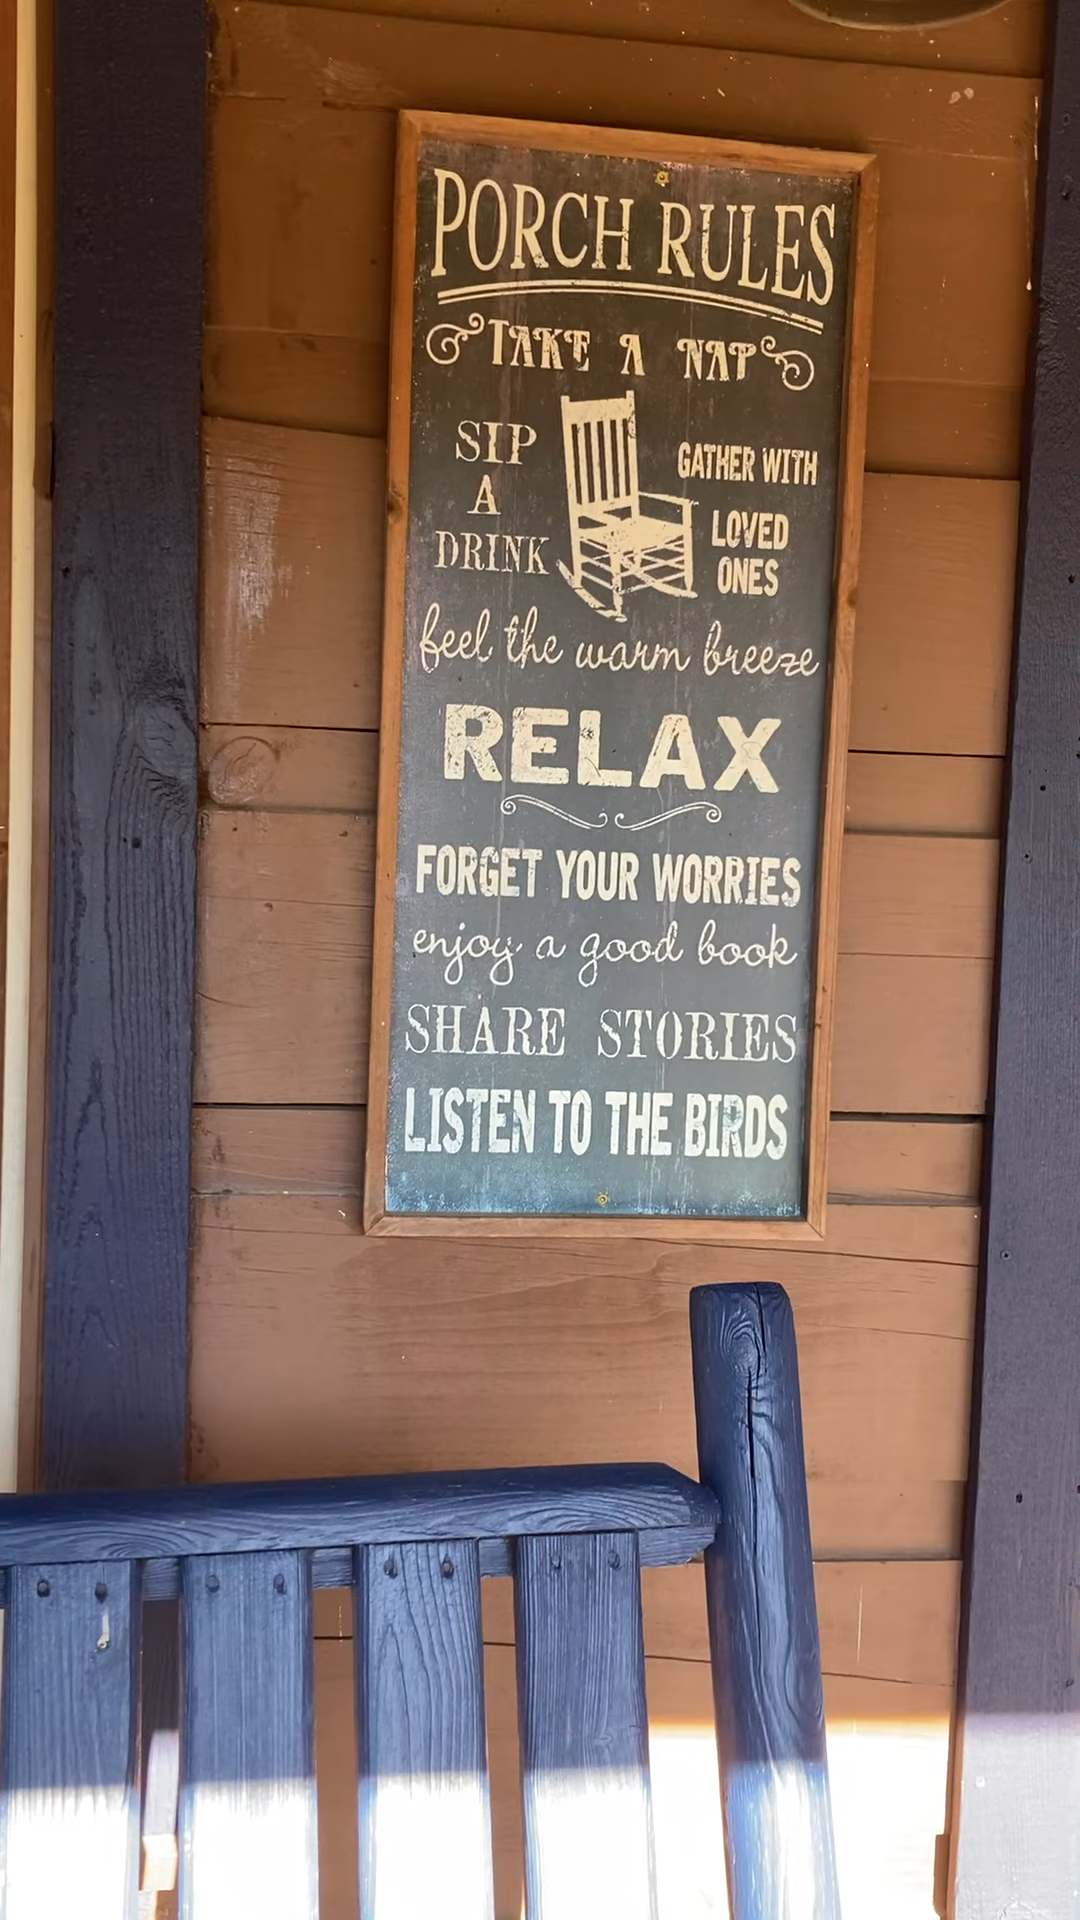 PORCH RULES
TAKE A NAP
SIP
A
DRINK
GATHER WITH
LOVED
ONES
feel the warm breeze
RELAX
FORGET YOUR WORRIES
enjoy a good book
SHARE STORIES
LISTEN TO THE BIRDS